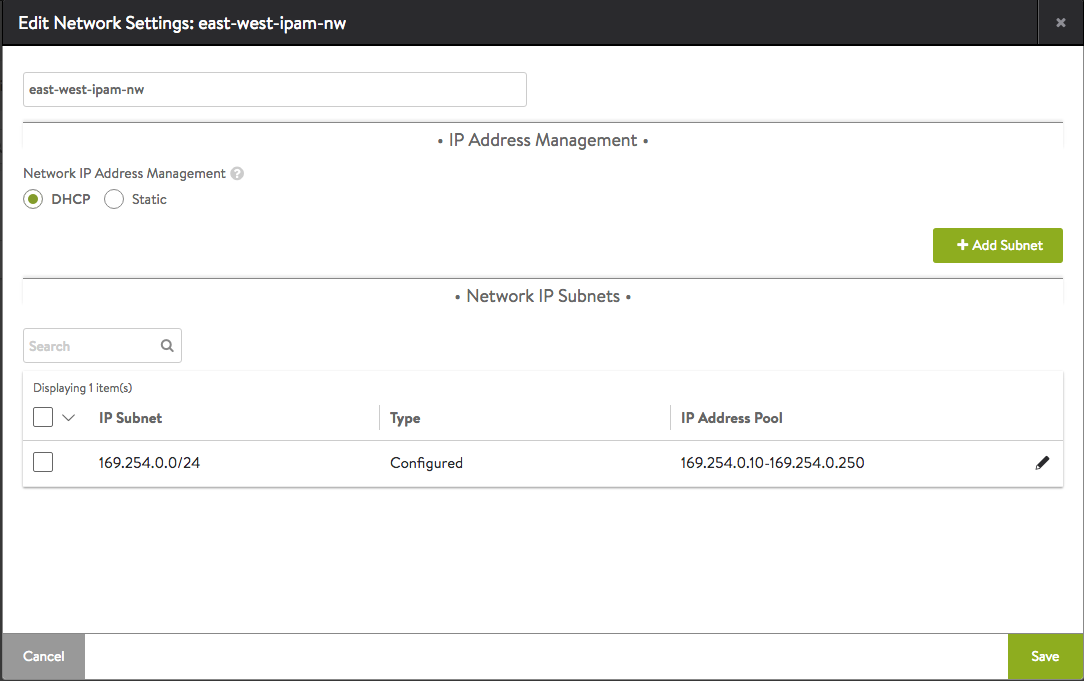 Edit Network Settings: east-west-ipam-nw
east-west-ipam-nw
• IP Address Management •
Network IP Address Management ?
DHCP Static
+ Add Subnet
• Network IP Subnets •
Search
Displaying 1 item(s)
IP Subnet Type IP Address Pool
169.254.0.0/24 Configured 169.254.0.10-169.254.0.250
Cancel Save